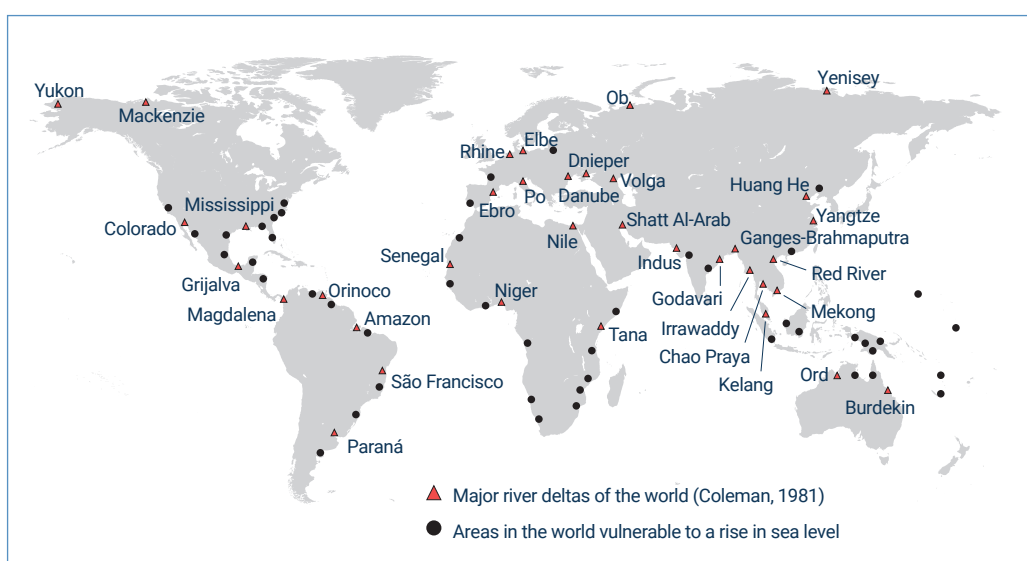 Yukon
Mackenzie
Ob
Yenisey
Rhine
Elbe
Dnieper
Volga
Huang He
Mississippi
Colorado
Ebro
Po
Danube
Yangtze
Shatt Al-Arab
Nile
Ganges-Brahmaputra
Senegal
Indus
Red River
Grijalva
Orinoco
Niger
Godavari
Magdalena
Irrawaddy
Mekong
Amazon
Tana
Chao Praya
São Francisco
Kelang
Ord
Burdekin
Paraná
Major river deltas of the world (Coleman, 1981)
Areas in the world vulnerable to a rise in sea level